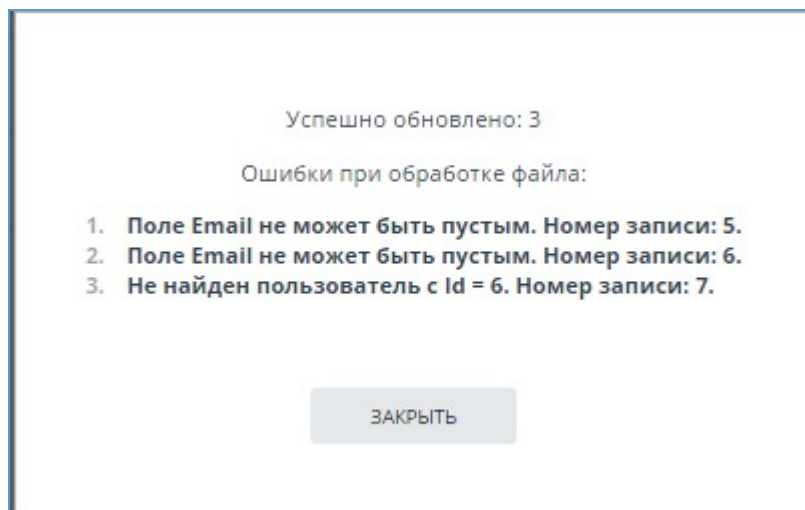 Успешно обновлено: 3
Ошибки при обработке файла:
1. Поле Email не может быть пустым. Номер записи: 5.
2. Поле Email не может быть пустым. Номер записи: 6.
3. Не найден пользователь с Id = 6. Номер записи: 7.
ЗАКРЫТЬ